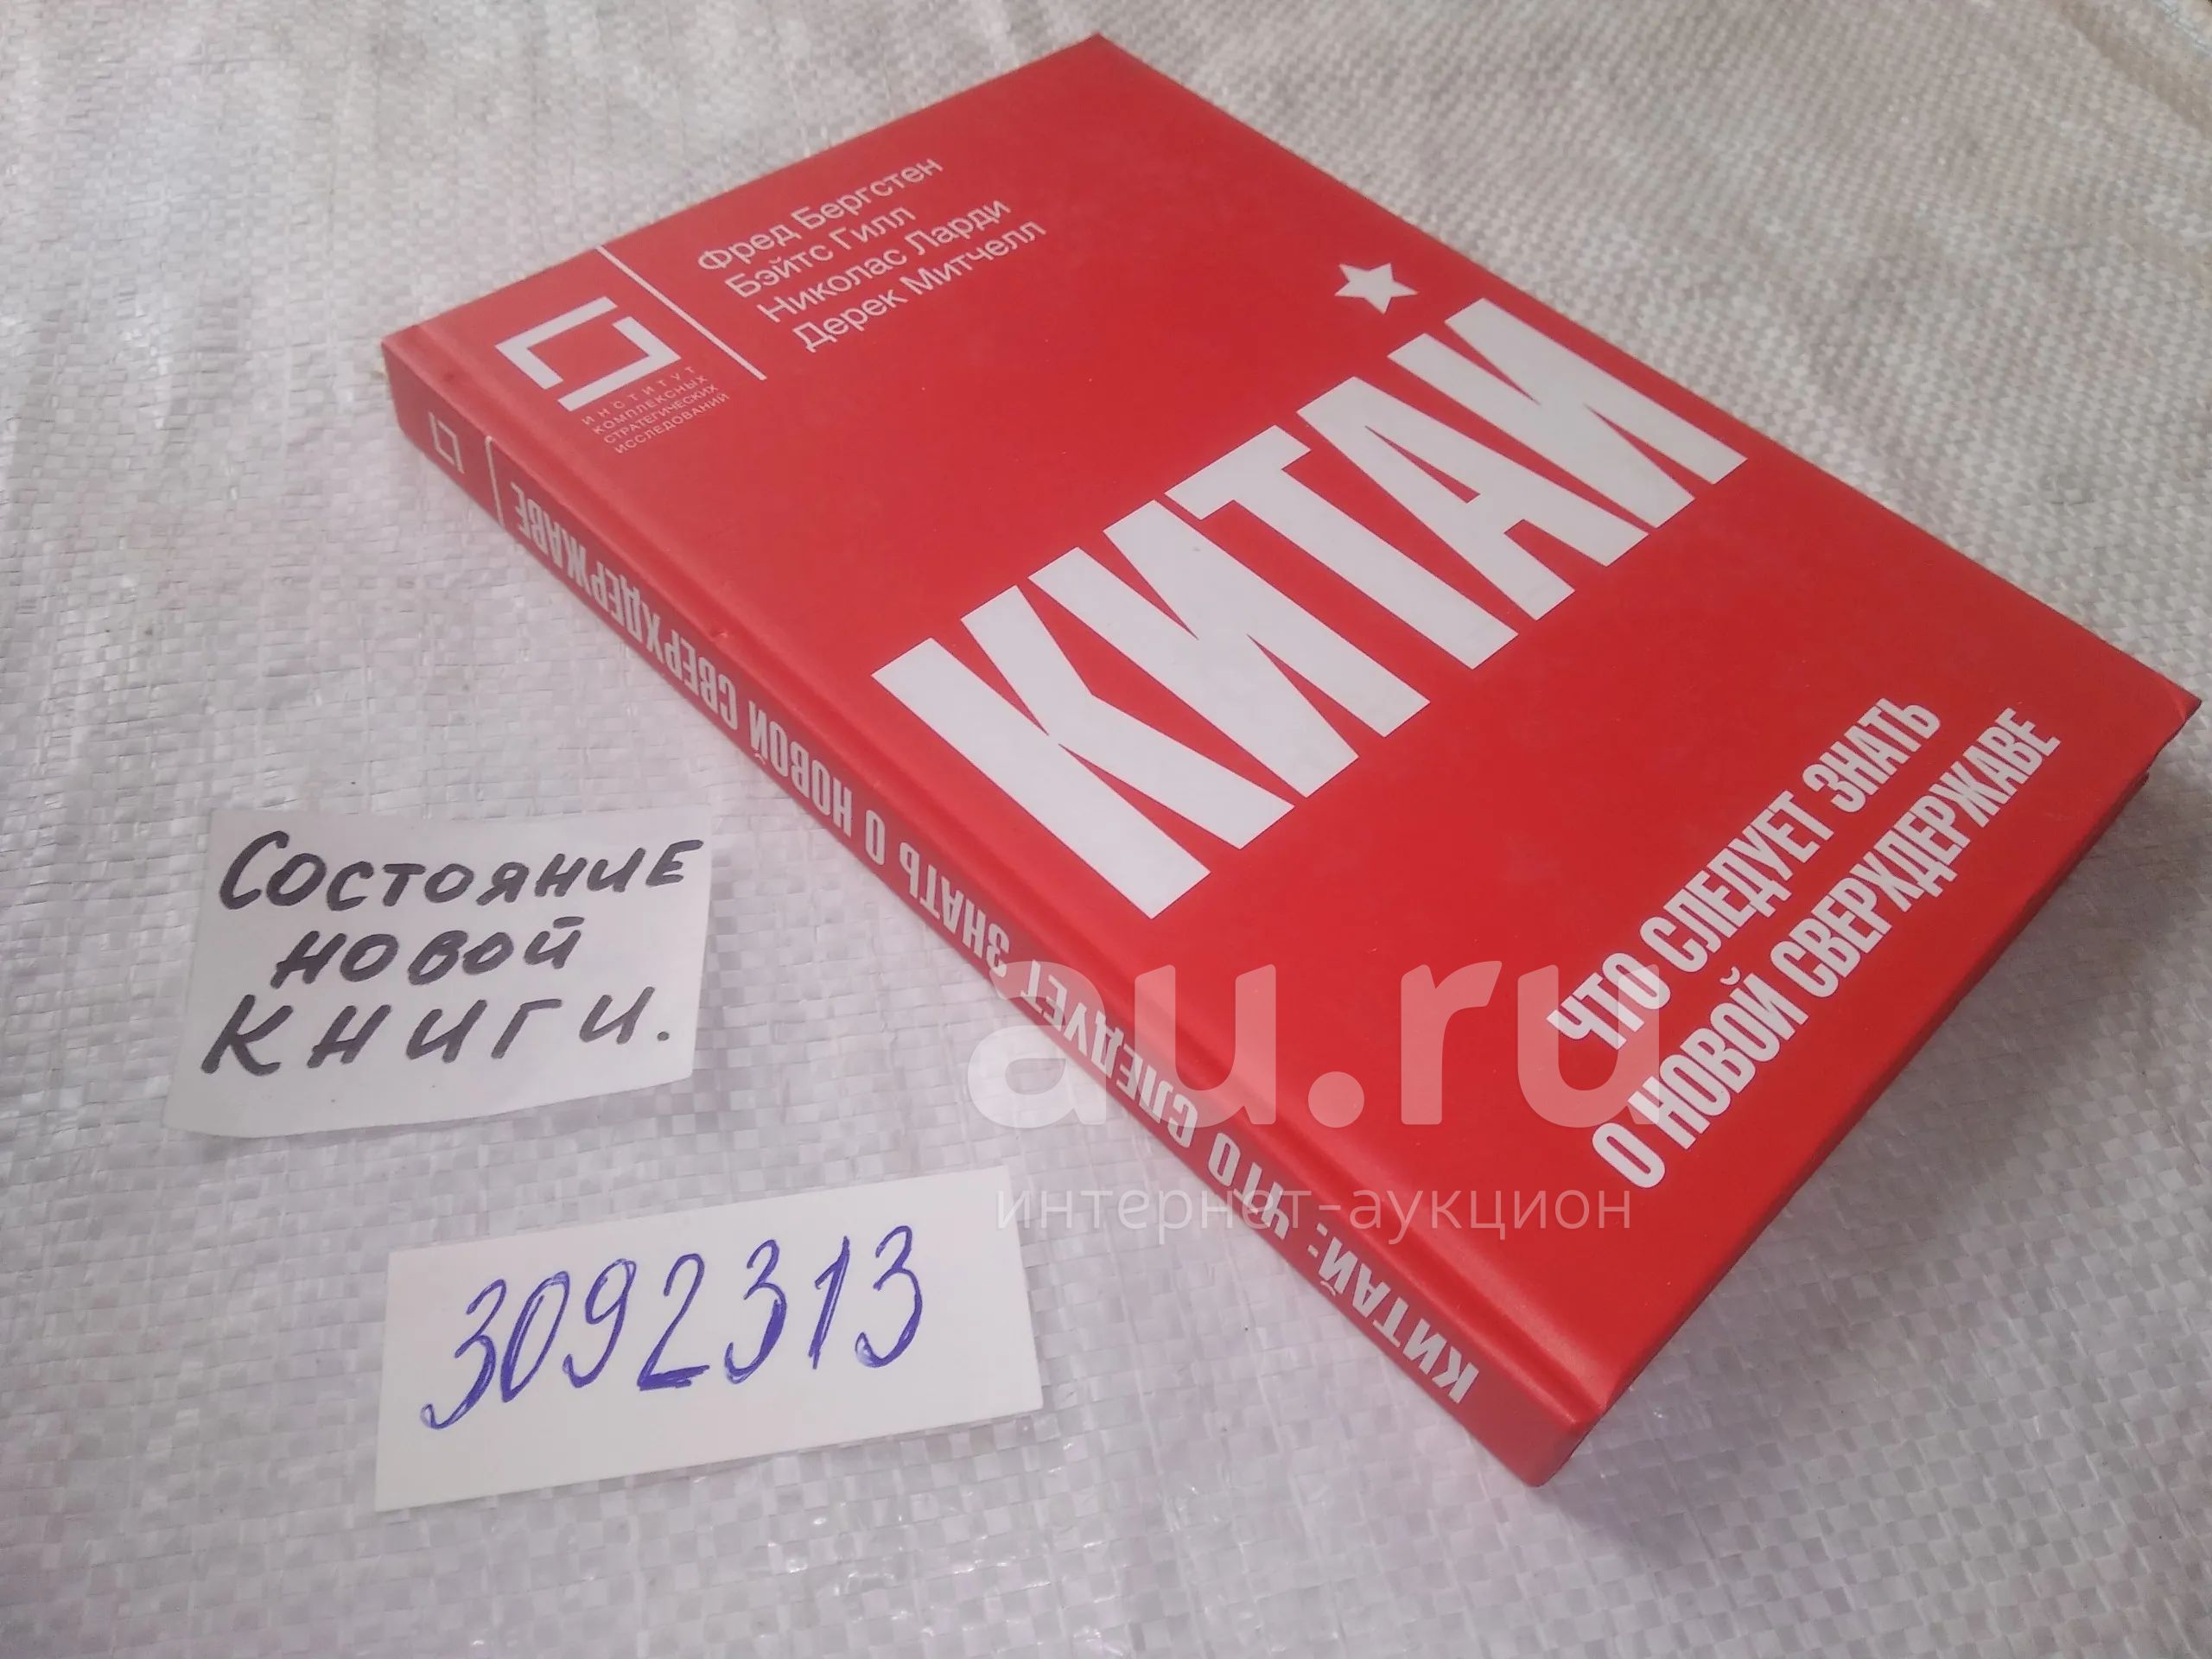 Фред Бергстен
Бэйтс Гилл
Николас Ларди
Дерек Митчелл
ИНСТИТУТ
КОМПЛЕКСНЫХ
СТРАТЕГИЧЕСКИХ
ИССЛЕДОВАНИЙ
КИТАЙ
ЧТО СЛЕДУЕТ ЗНАТЬ
О НОВОЙ СВЕРХДЕРЖАВЕ
КИТАЙ: ЧТО СЛЕДУЕТ ЗНАТЬ О НОВОЙ СВЕРХДЕРЖАВЕ
Состояние
новой
книги.
3092313
au.ru
интернет-аукцион